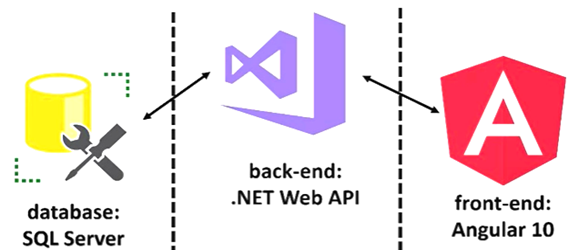 database:
SQL Server
back-end:
.NET Web API
A
front-end:
Angular 10